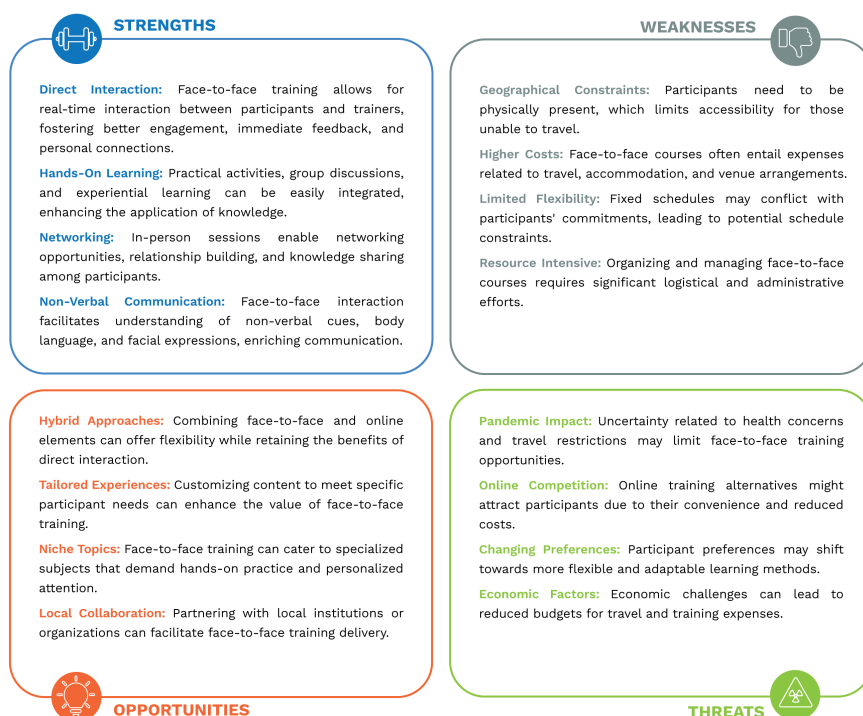 STRENGTHS
Direct Interaction: Face-to-face training allows for
real-time interaction between participants and trainers,
fostering better engagement, immediate feedback, and
personal connections.
Hands-On Learning: Practical activities, group discussions,
and experiential learning can be easily integrated,
enhancing the application of knowledge.
Networking: In-person sessions enable networking
opportunities, relationship building, and knowledge sharing
among participants.
Non-Verbal Communication: Face-to-face interaction
facilitates understanding of non-verbal cues, body
language, and facial expressions, enriching communication.
WEAKNESSES
Geographical Constraints: Participants need to be
physically present, which limits accessibility for those
unable to travel.
Higher Costs: Face-to-face courses often entail expenses
related to travel, accommodation, and venue arrangements.
Limited Flexibility: Fixed schedules may conflict with
participants' commitments, leading to potential schedule
constraints.
Resource Intensive: Organizing and managing face-to-face
courses requires significant logistical and administrative
efforts.
Hybrid Approaches: Combining face-to-face and online
elements can offer flexibility while retaining the benefits of
direct interaction.
Tailored Experiences: Customizing content to meet specific
participant needs can enhance the value of face-to-face
training.
Niche Topics: Face-to-face training can cater to specialized
subjects that demand hands-on practice and personalized
attention.
Local Collaboration: Partnering with local institutions or
organizations can facilitate face-to-face training delivery.
OPPORTUNITIES
Pandemic Impact: Uncertainty related to health concerns
and travel restrictions may limit face-to-face training
opportunities.
Online Competition: Online training alternatives might
attract participants due to their convenience and reduced
costs.
Changing Preferences: Participant preferences may shift
towards more flexible and adaptable learning methods.
Economic Factors: Economic challenges can lead to
reduced budgets for travel and training expenses.
THREATS